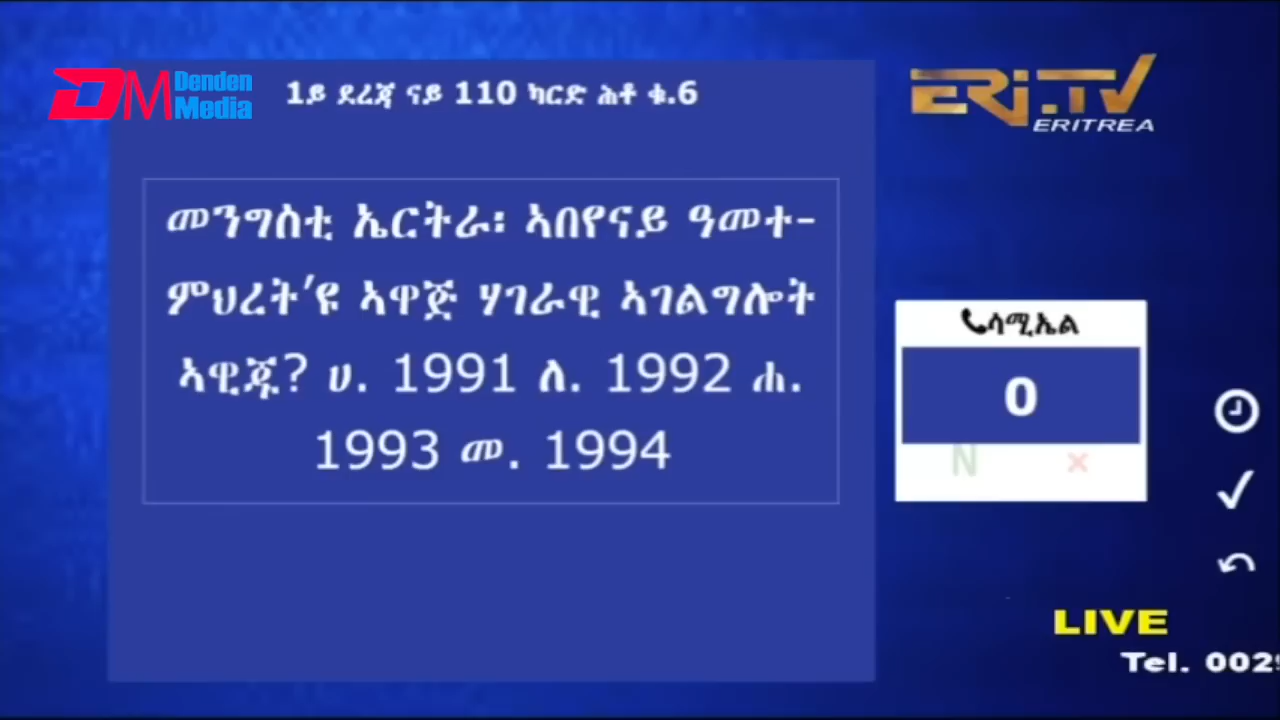 DM Denden Media
1ይ ደረጃ ናይ 110 ካርድ ሕቶ ቁ.6
ERi.TV
ERITREA
መንግስቲ ኤርትራ፡ ኣበየናይ ዓመተ-
ምህረት’ዩ ኣዋጅ ሃገራዊ ኣገልግሎት
ኣዊጁ? ሀ. 1991 ለ. 1992 ሐ.
1993 መ. 1994
ሳሚኤል
0
N ×
LIVE
Tel. 002